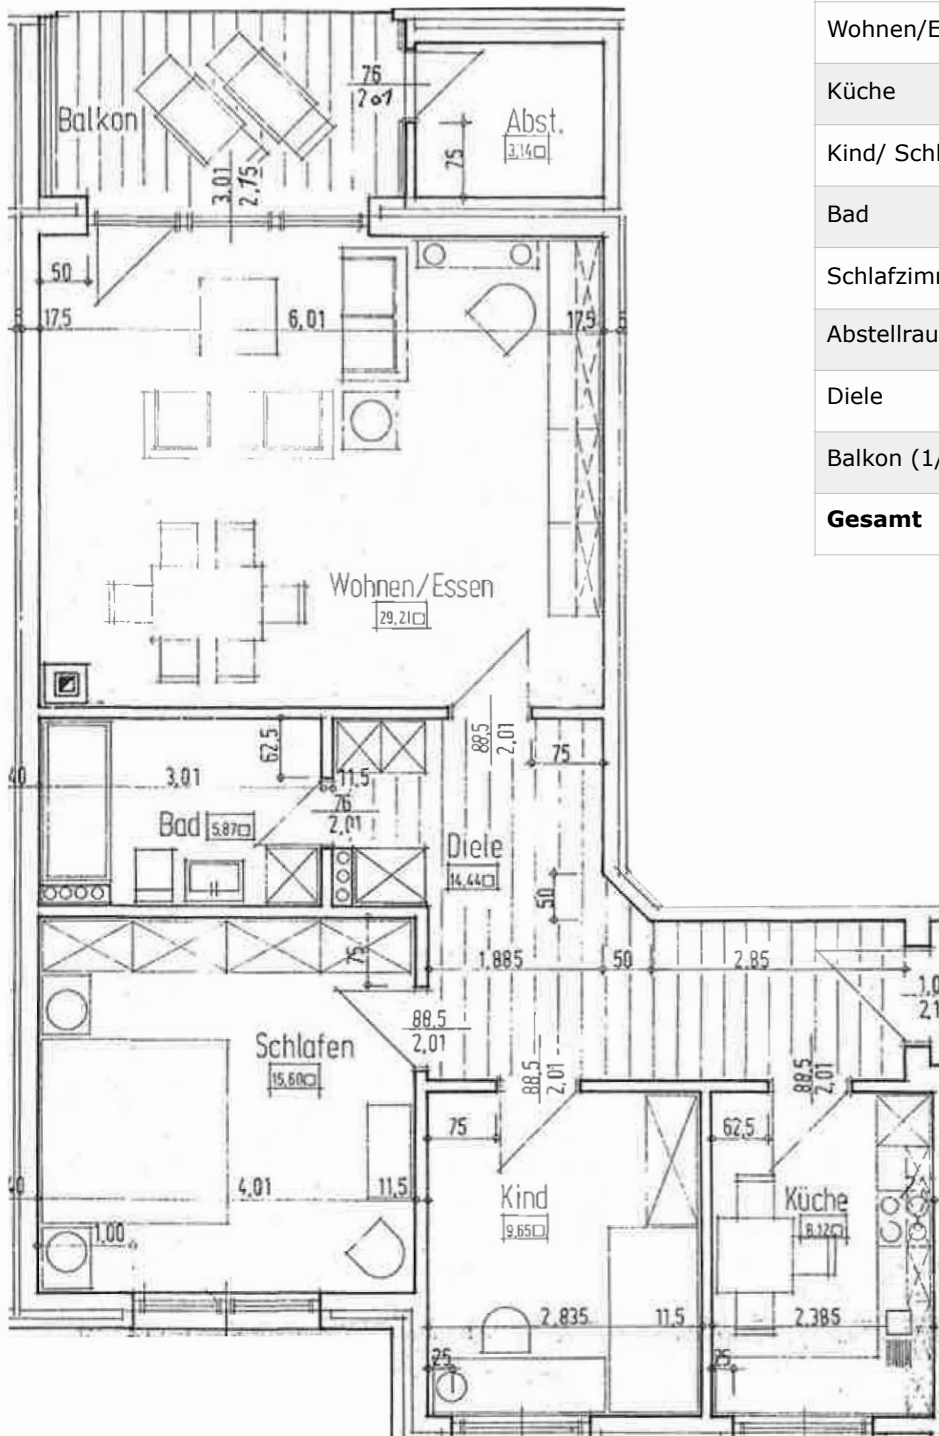 Balkon
76
2,01
Abst.
3,14
75
3,01
2,75
50
17,5
6,01
17,5
Wohnen/Essen
29,21
88,5
2,01
75
62,5
40
3,01
11,5
76
2,01
Bad 5,87
Diele
14,44
50
75
1,885
50
2,85
88,5
2,01
Schlafen
15,60
88,5
2,01
88,5
2,01
75
62,5
40
4,01
11,5
Kind
9,65
Küche
8,12
1,00
2,835
11,5
2,385
25
25
Wohnen/E
Küche
Kind/ Schl
Bad
Schlafzim
Abstellrau
Diele
Balkon (1/
Gesamt